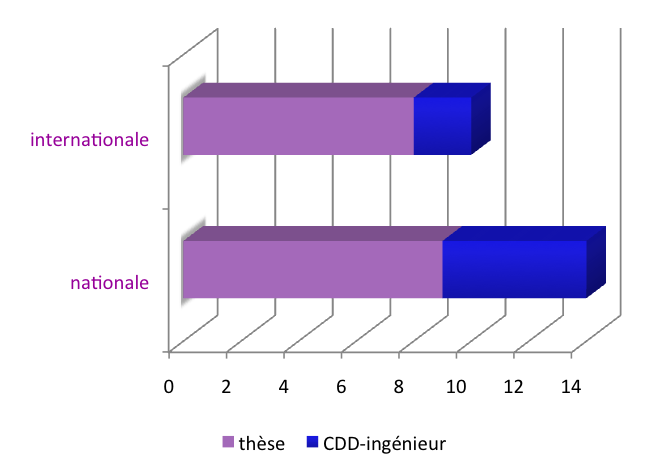 internationale
nationale
0 2 4 6 8 10 12 14
thèse CDD-ingénieur